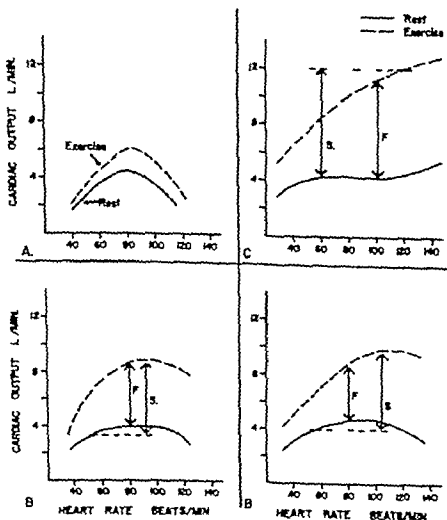 Rest
Exercise
CARDIAC OUTPUT L/MIN.
12
8
4
Exercise
Rest
A.
40 60 80 100 120 140
C
12
8
4
S.
F
40 60 80 100 120 140
CARDIAC OUTPUT L/MIN.
12
8
4
F
S.
B
40 60 80 100 120 140
HEART RATE BEATS/MIN
12
8
4
F
S
B
40 60 80 100 120 140
HEART RATE BEATS/MIN